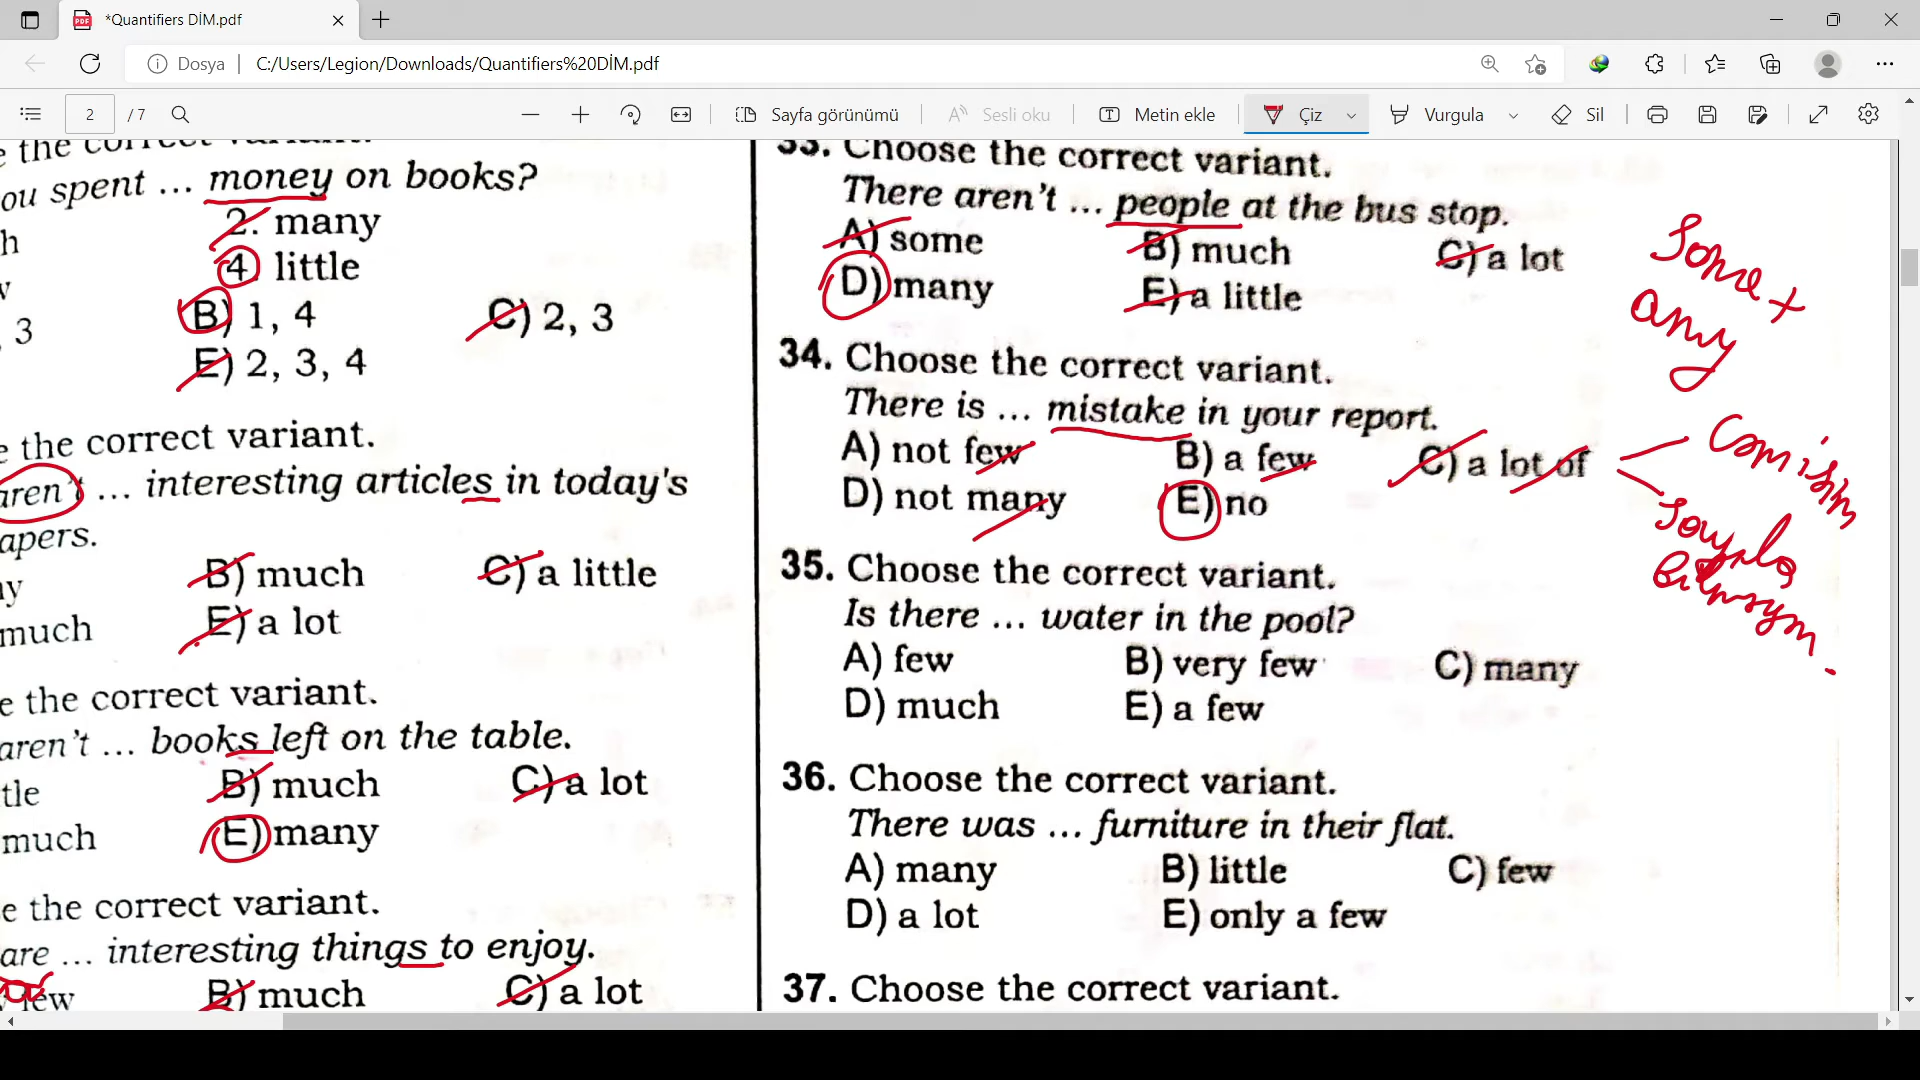 *Quantifiers DİM.pdf
Dosya
C:/Users/Legion/Downloads/Quantifiers%20DİM.pdf
2 /7
Sayfa görünümü
Sesli oku
Metin ekle
Çiz
Vurgula
Sil
e the correct variant.
ou spent ... money on books?
h
2. many
4. little
B) 1, 4
C) 2, 3
, 3
E) 2, 3, 4
e the correct variant.
aren't ... interesting articles in today's
apers.
ny
B) much
C) a little
much
E) a lot
e the correct variant.
aren't ... books left on the table.
tle
B) much
C) a lot
much
E) many
e the correct variant.
are ... interesting things to enjoy.
few
B) much
C) a lot
33. Choose the correct variant.
There aren't ... people at the bus stop.
A) some
B) much
C) a lot
D) many
E) a little
34. Choose the correct variant.
There is ... mistake in your report.
A) not few
B) a few
C) a lot of
D) not many
E) no
35. Choose the correct variant.
Is there ... water in the pool?
A) few
B) very few
C) many
D) much
E) a few
36. Choose the correct variant.
There was ... furniture in their flat.
A) many
B) little
C) few
D) a lot
E) only a few
37. Choose the correct variant.
Some +
any